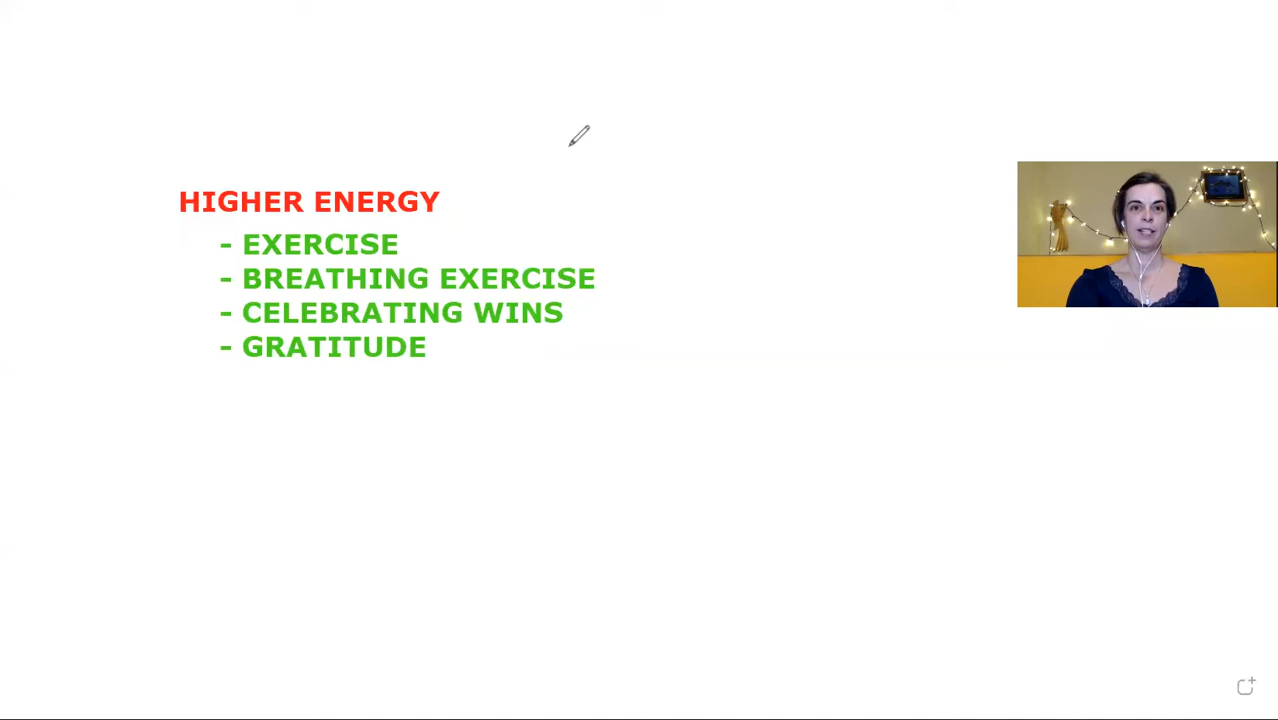 HIGHER ENERGY
- EXERCISE
- BREATHING EXERCISE
- CELEBRATING WINS
- GRATITUDE